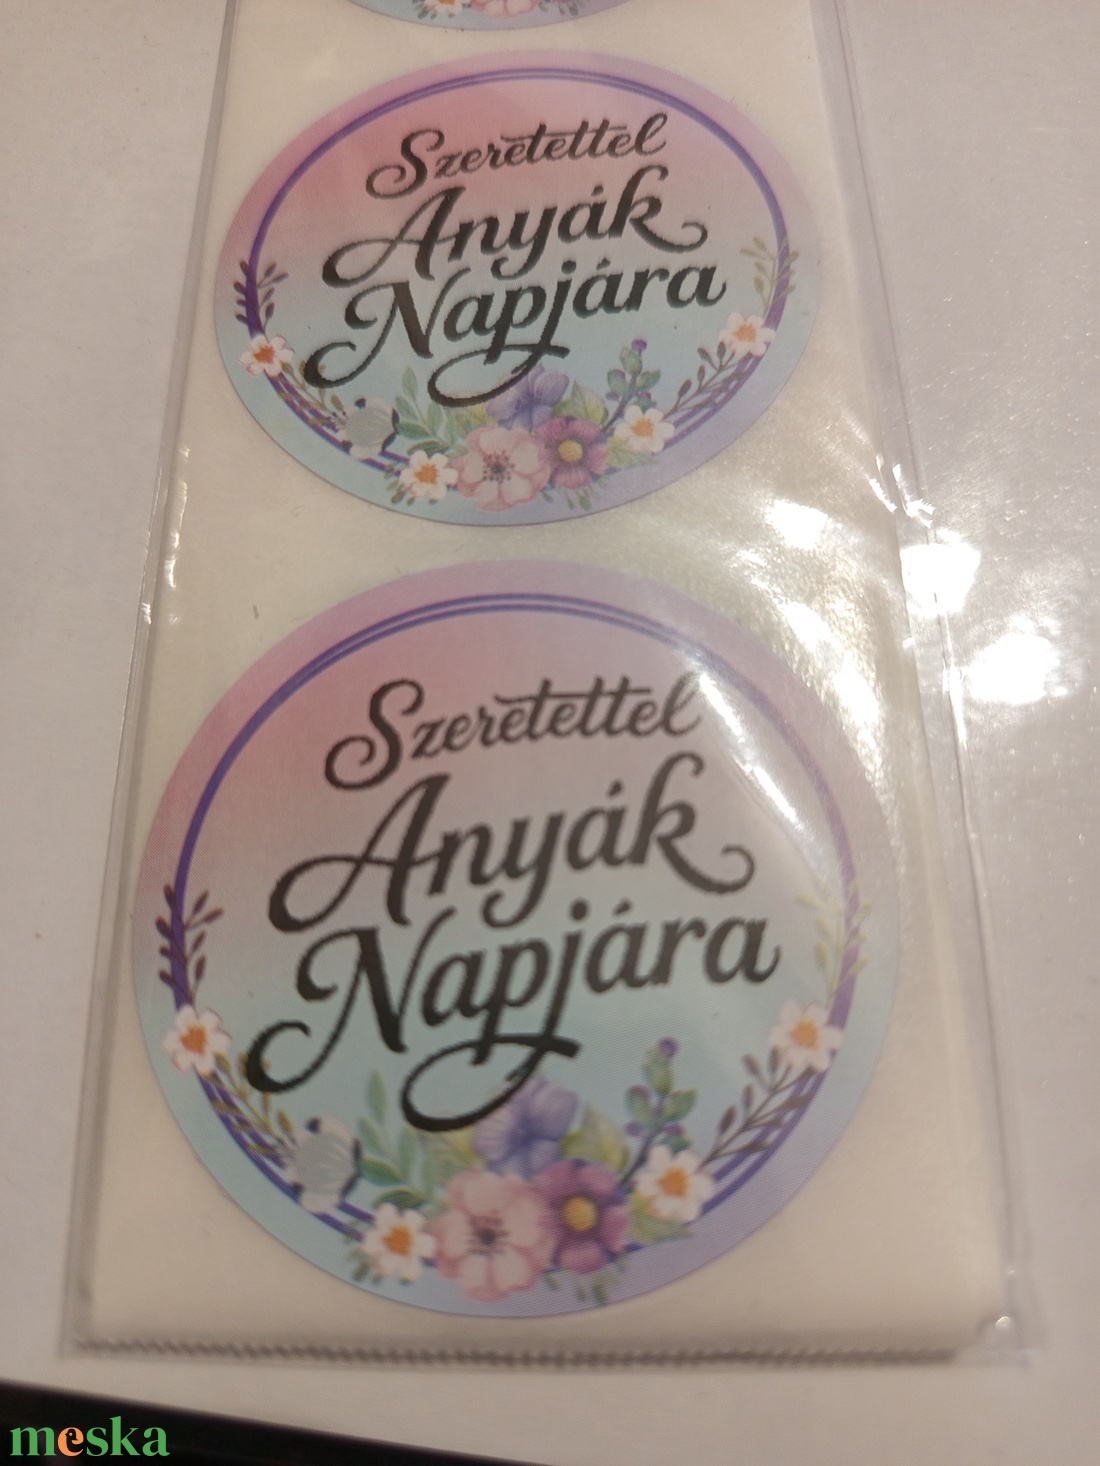 Szeretettel
Anyák
Napjára
Szeretettel
Anyák
Napjára
meska